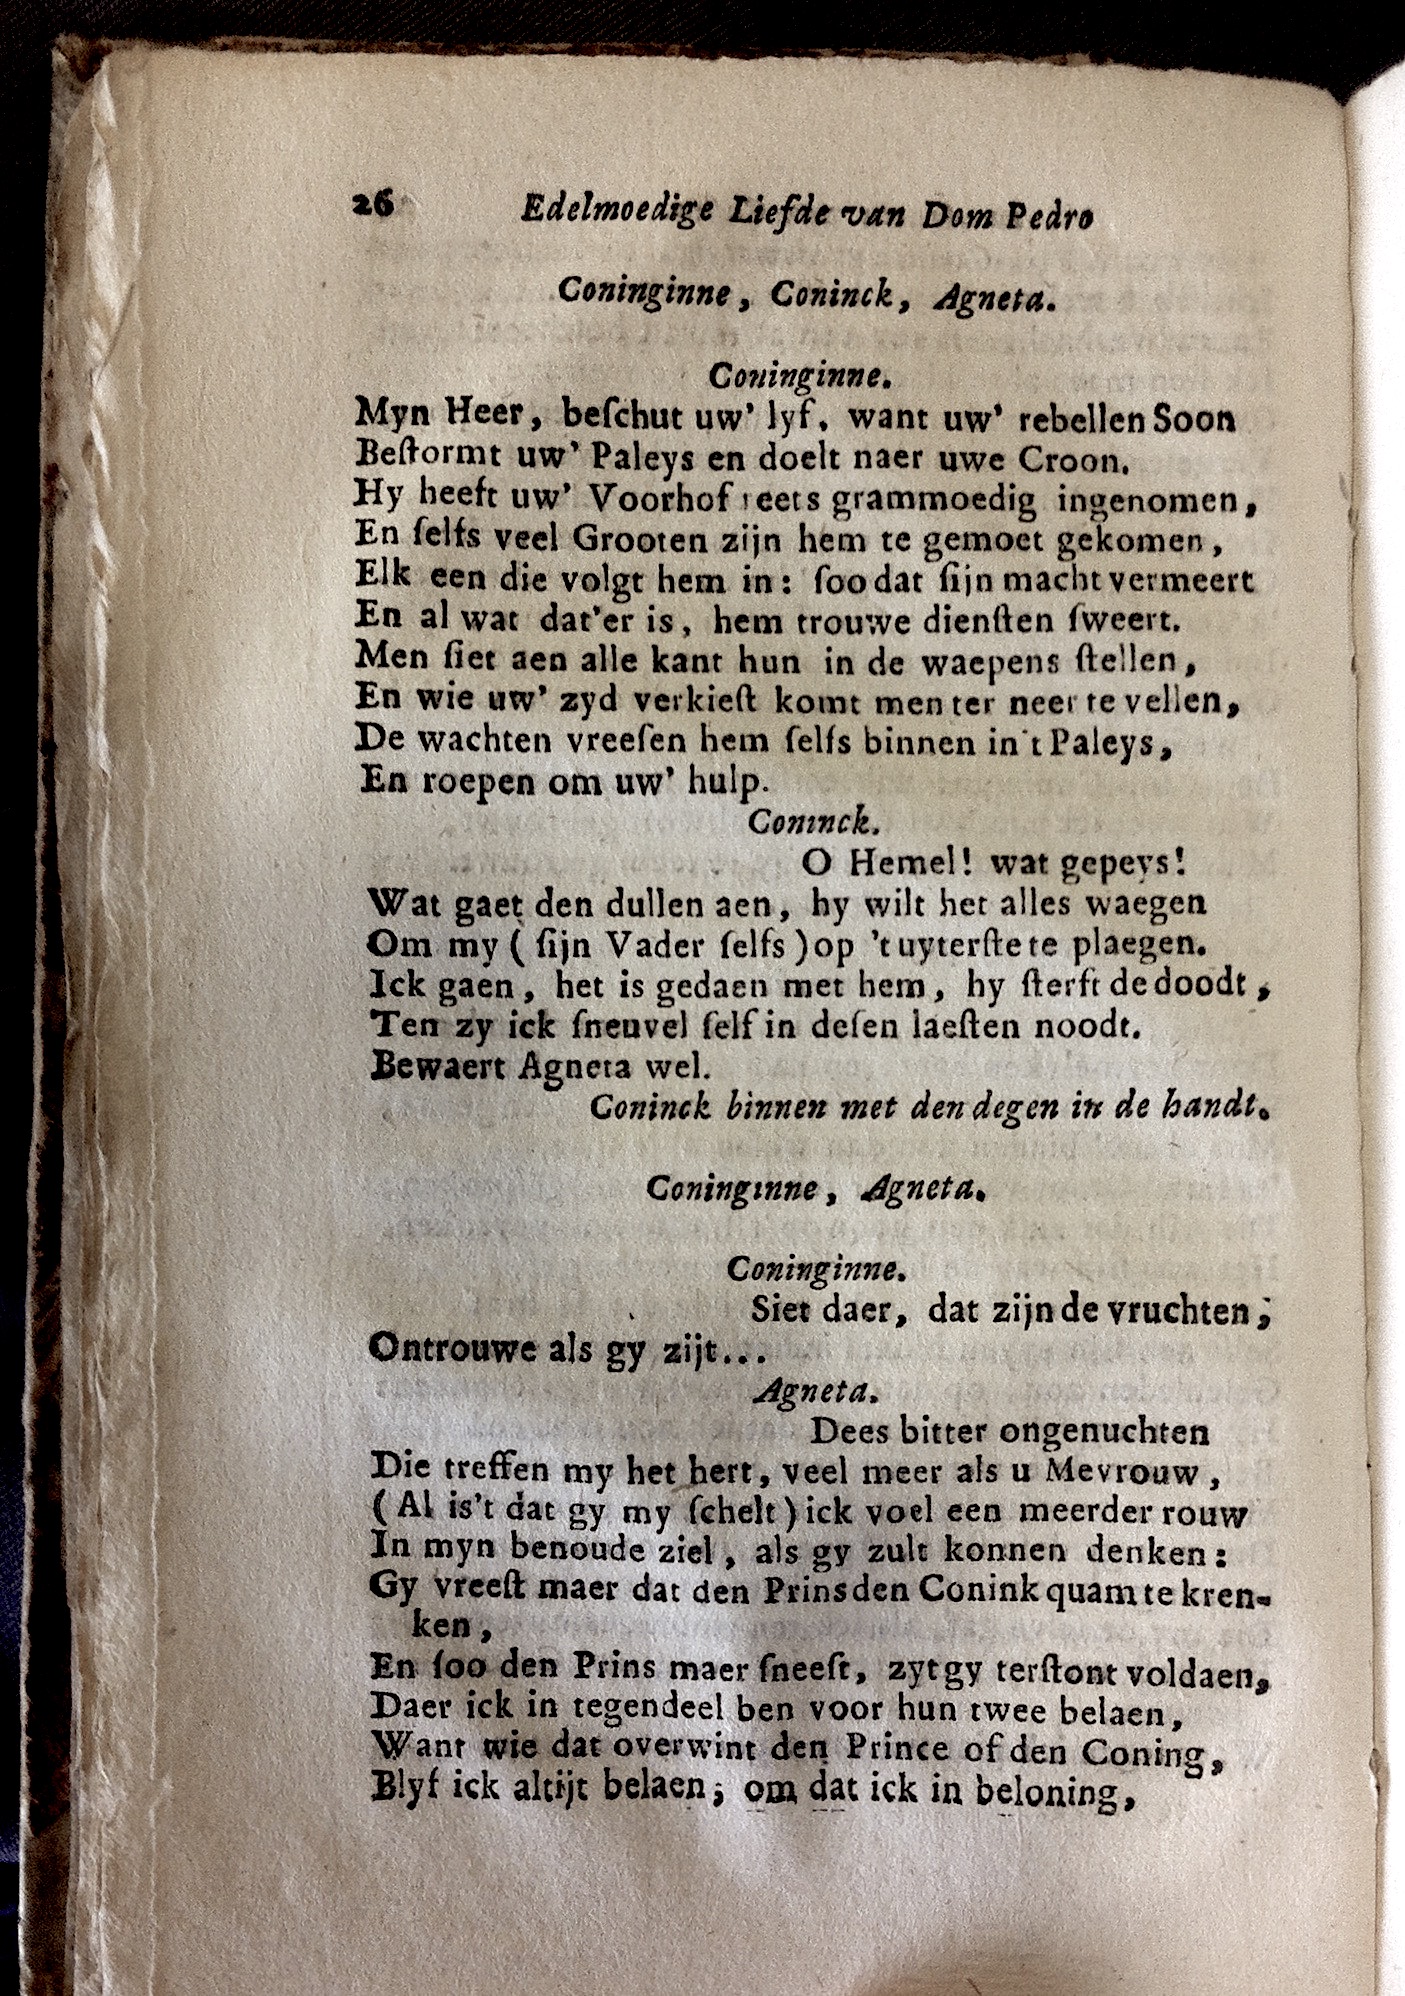 26 Edelmoedige Liefde van Dom Pedro
Coninginne, Coninck, Agneta.
Coninginne.
Myn Heer, beſchut uw' lyf, want uw' rebellen Soon
Beſtormt uw' Paleys en doelt naer uwe Croon.
Hy heeft uw' Voorhof reets grammoedig ingenomen,
En ſelfs veel Grooten zijn hem te gemoet gekomen,
Elk een die volgt hem in: ſoo dat ſijn macht vermeert
En al wat dat'er is, hem trouwe dienſten ſweert.
Men ſiet aen alle kant hun in de waepens ſtellen,
En wie uw' zyd verkieſt komt men ter neer te vellen,
De wachten vreeſen hem ſelfs binnen in't Paleys,
En roepen om uw' hulp.
Coninck.
O Hemel! wat gepeys!
Wat gaet den dullen aen, hy wilt het alles waegen
Om my ( ſijn Vader ſelfs ) op 't uyterſte te plaegen.
Ick gaen, het is gedaen met hem, hy ſterft de doodt,
Ten zy ick ſneuvel ſelf in deſen laeſten noodt.
Bewaert Agneta wel.
Coninck binnen met den degen in de handt.
Coninginne, Agneta.
Coninginne.
Siet daer, dat zijn de vruchten;
Ontrouwe als gy zijt...
Agneta.
Dees bitter ongenuchten
Die treffen my het hert, veel meer als u Mevrouw,
( Al is't dat gy my ſchelt ) ick voel een meerder rouw
In myn benoude ziel, als gy zult konnen denken:
Gy vreeſt maer dat den Prins den Conink quam te kren-
ken,
En ſoo den Prins maer ſneeft, zyt gy terſtont voldaen,
Daer ick in tegendeel ben voor hun twee belaen,
Want wie dat overwint den Prince of den Coning,
Blyf ick altijt belaen; om dat ick in beloning,